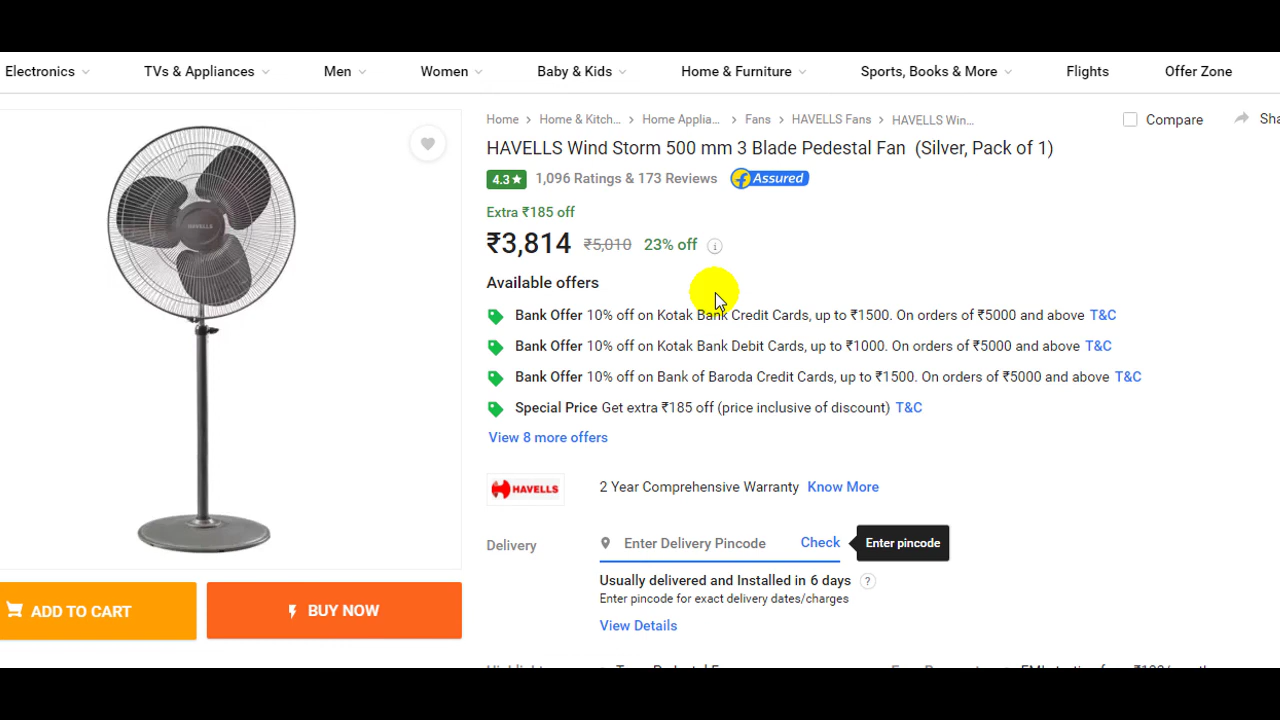 Electronics TVs & Appliances Men Women Baby & Kids Home & Furniture Sports, Books & More Flights Offer Zone
Home Home & Kitch... Home Applia... Fans HAVELLS Fans HAVELLS Win... Compare Sha
HAVELLS Wind Storm 500 mm 3 Blade Pedestal Fan (Silver, Pack of 1)
4.3★ 1,096 Ratings & 173 Reviews Assured
Extra ₹185 off
₹3,814 ₹5,010 23% off
Available offers
Bank Offer 10% off on Kotak Bank Credit Cards, up to ₹1500. On orders of ₹5000 and above T&C
Bank Offer 10% off on Kotak Bank Debit Cards, up to ₹1000. On orders of ₹5000 and above T&C
Bank Offer 10% off on Bank of Baroda Credit Cards, up to ₹1500. On orders of ₹5000 and above T&C
Special Price Get extra ₹185 off (price inclusive of discount) T&C
View 8 more offers
HAVELLS 2 Year Comprehensive Warranty Know More
Delivery Enter Delivery Pincode Check Enter pincode
Usually delivered and Installed in 6 days ?
Enter pincode for exact delivery dates/charges
View Details
HAVELLS
ADD TO CART BUY NOW